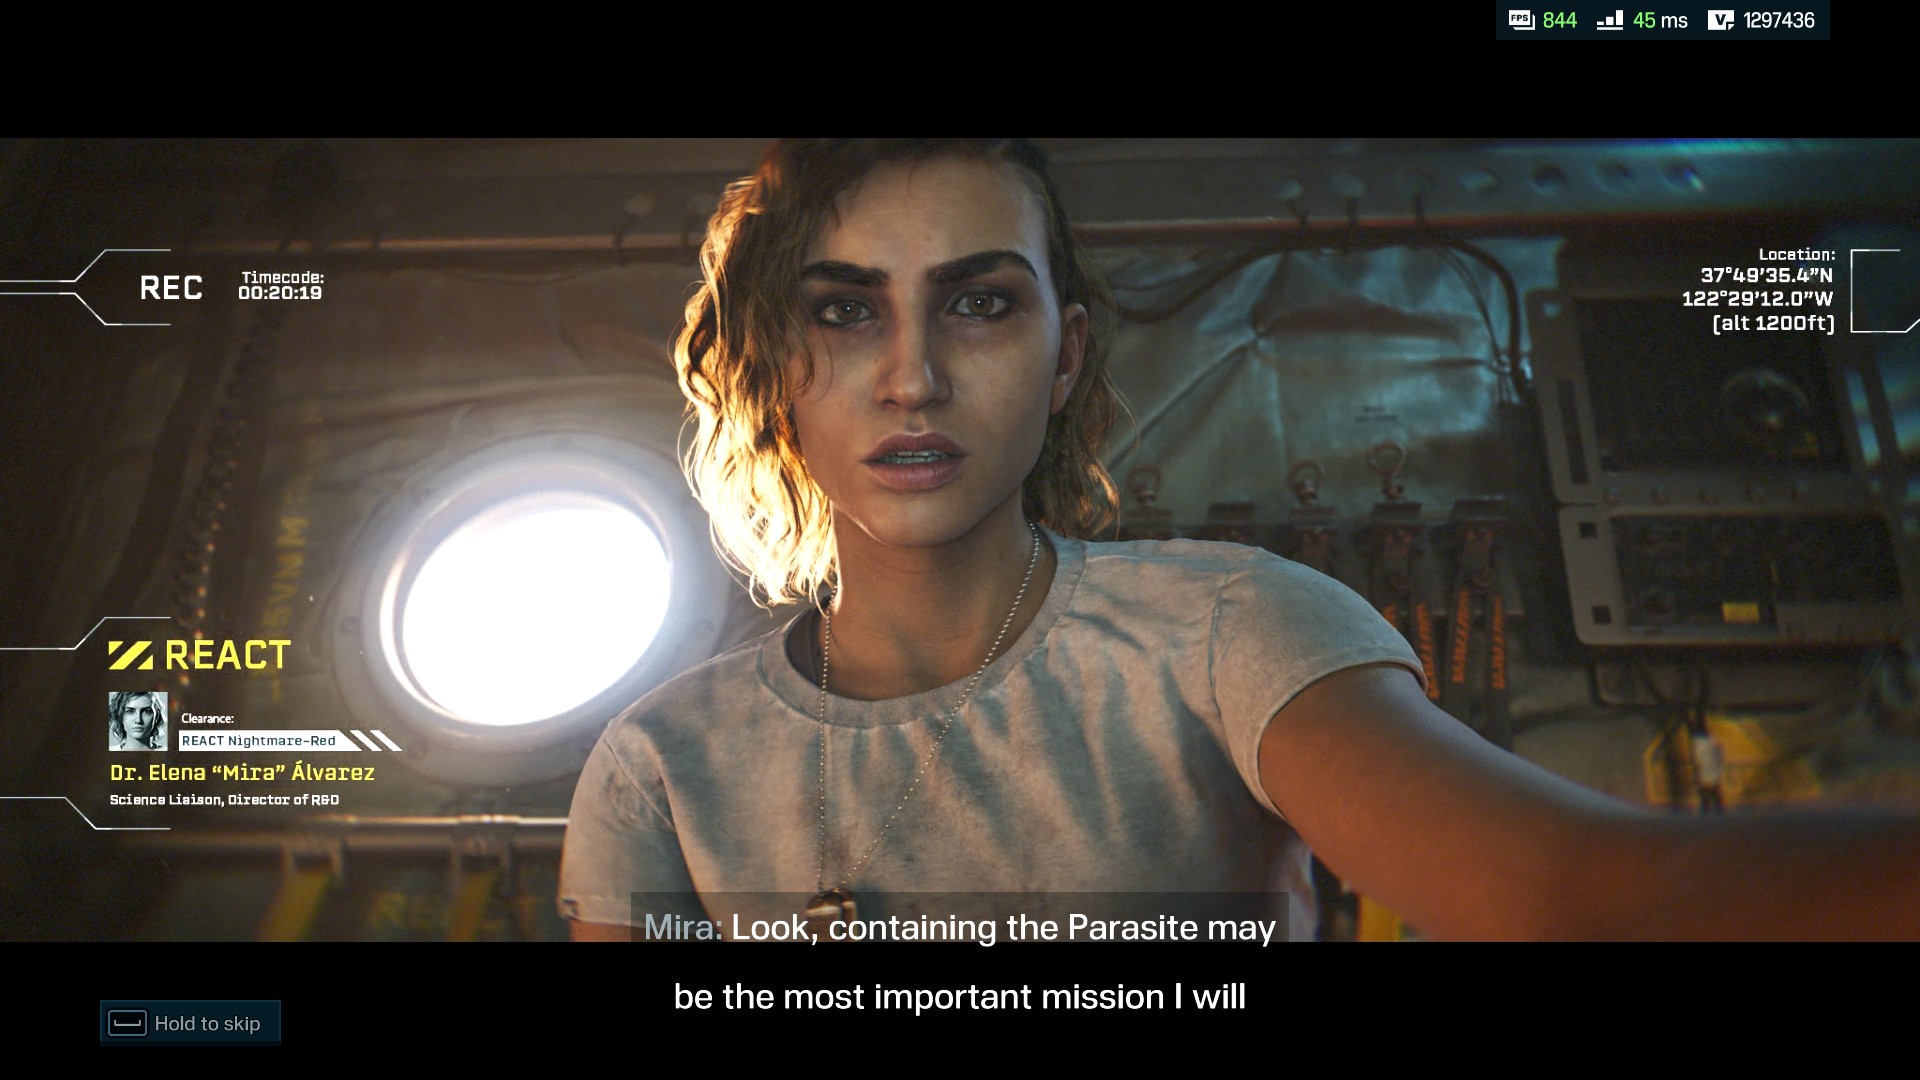 FPS 844 45 ms V 1297436
REC
Timecode:
00:20:19
Location:
37°49'35.4"N
122°29'12.0"W
[alt 1200ft]
REACT
Clearance:
REACT Nightmare-Red
Dr. Elena “Mira” Álvarez
Science Liaison, Director of R&D
Mira: Look, containing the Parasite may
be the most important mission I will
Hold to skip